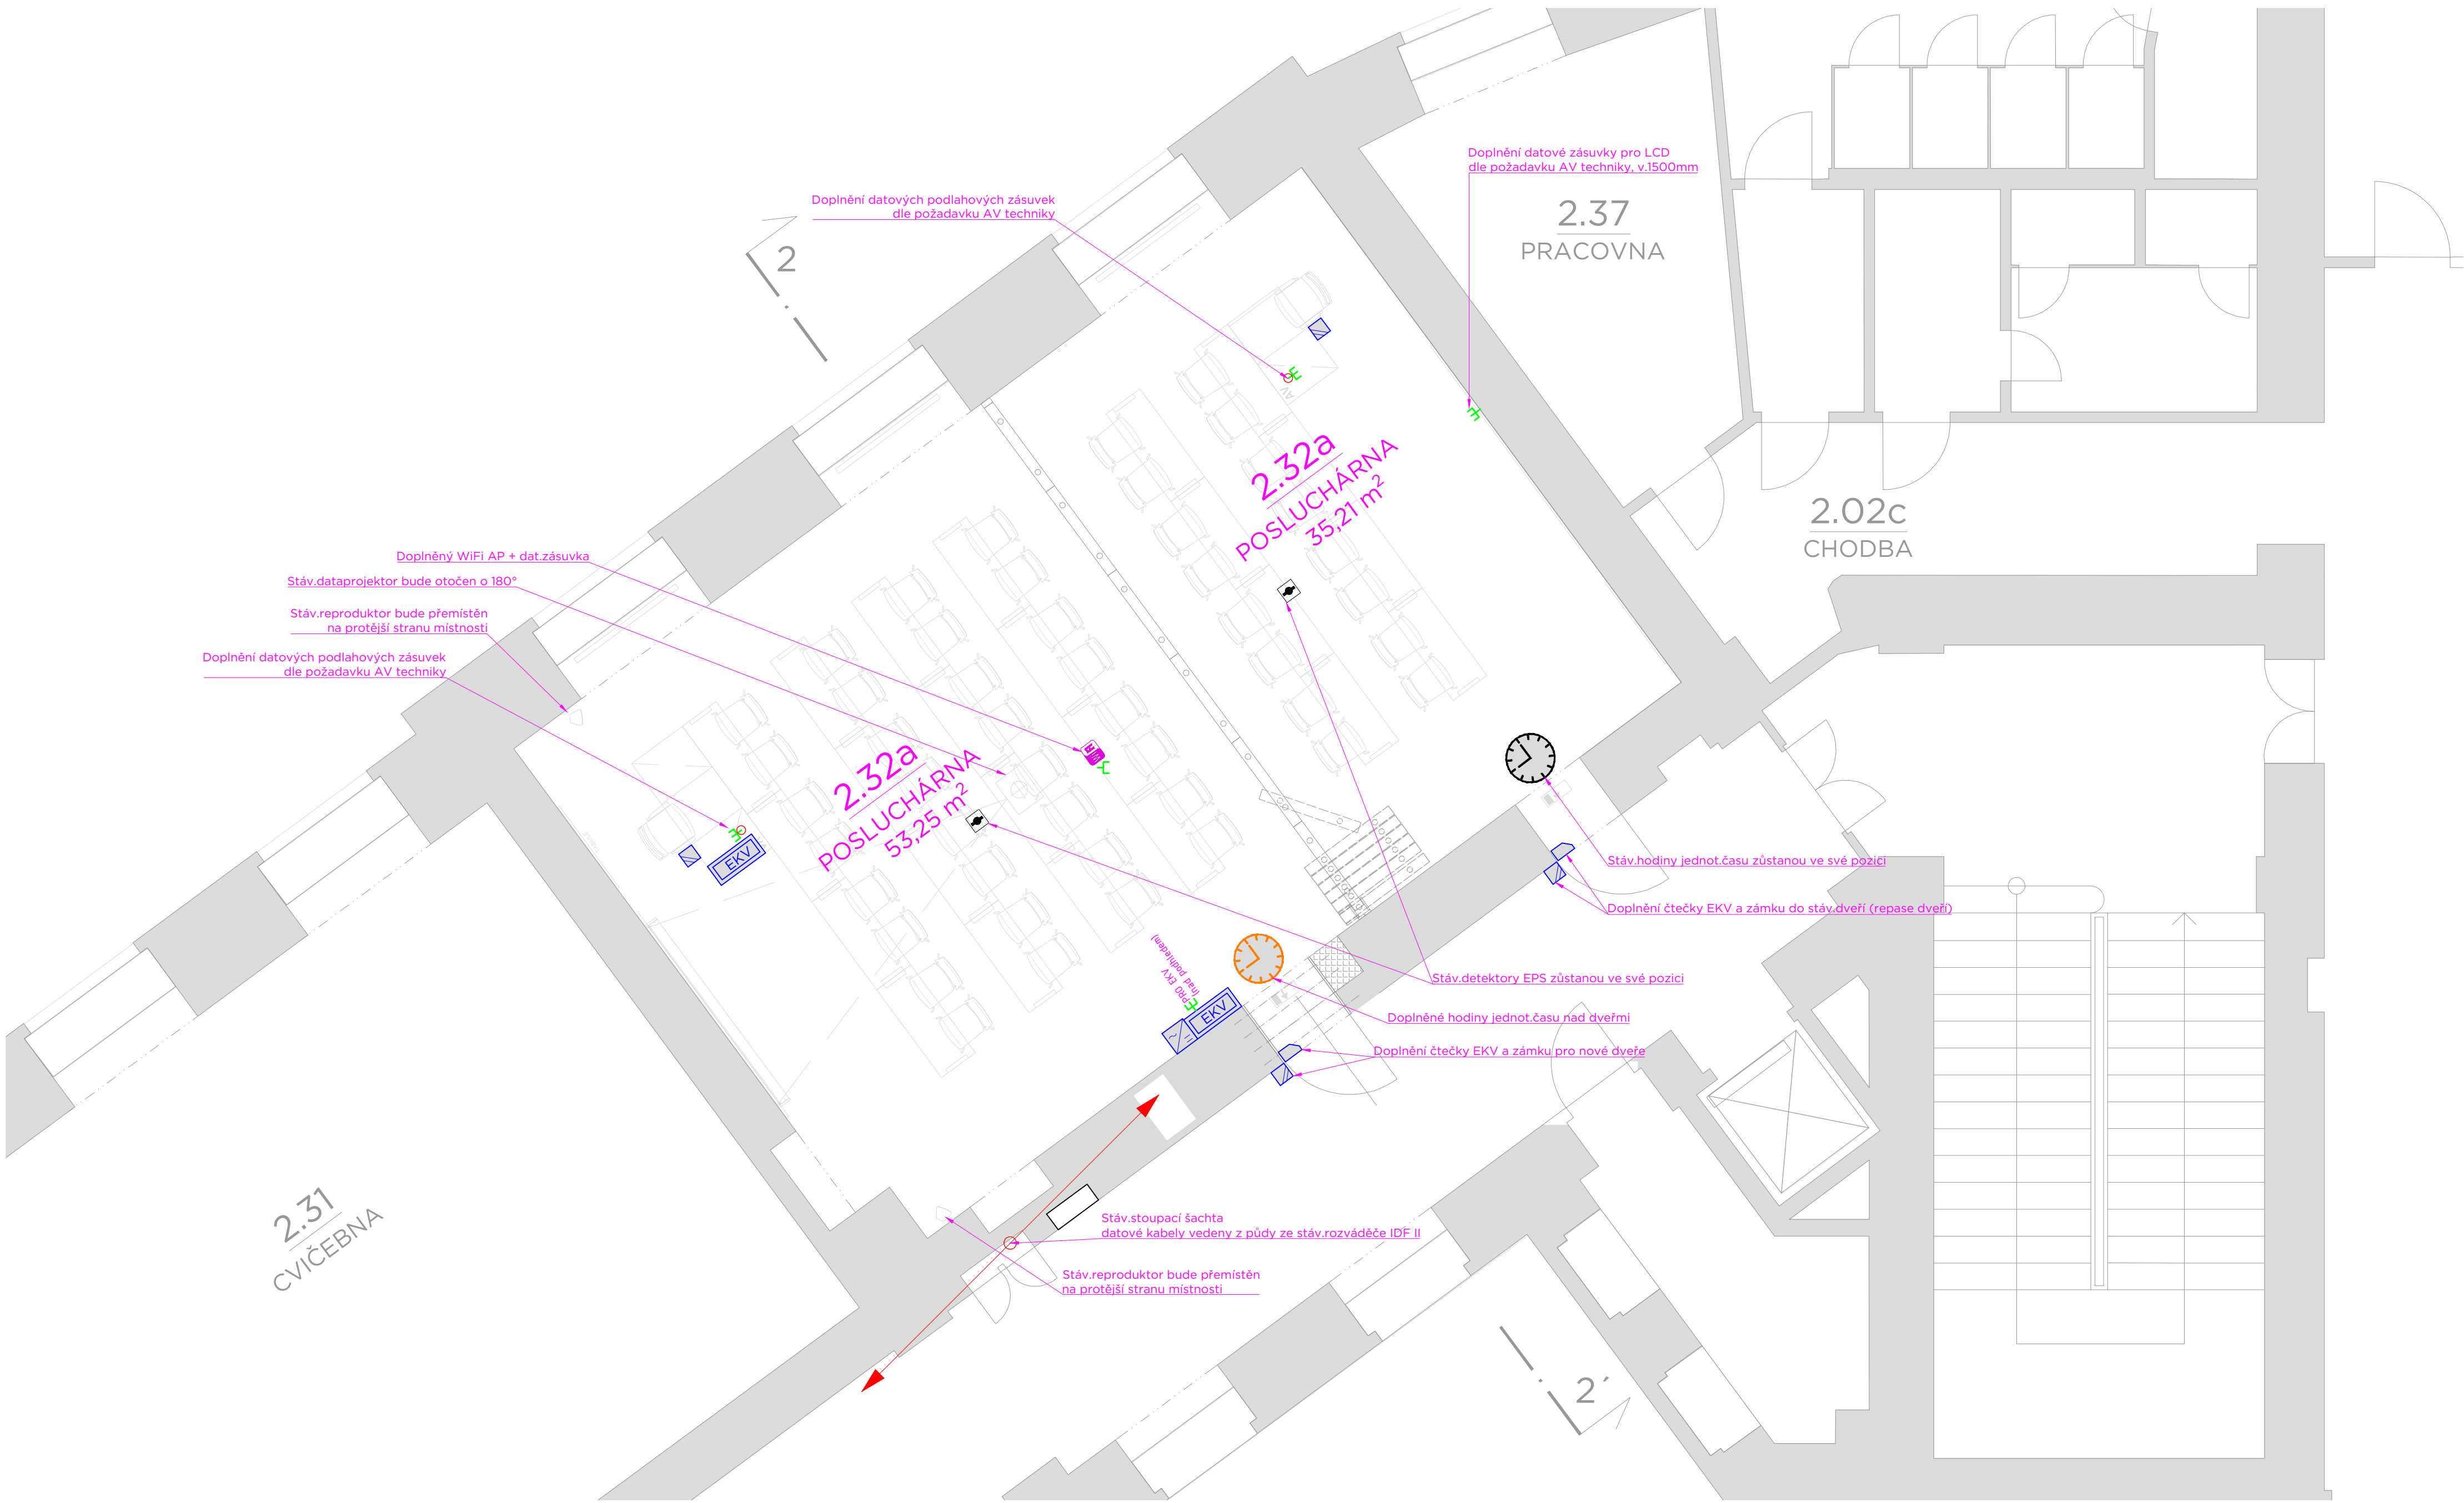 Doplnění datové zásuvky pro LCD
dle požadavku AV techniky, v.1500mm
Doplnění datových podlahových zásuvek
dle požadavku AV techniky
2.37
PRACOVNA
2
AV
2.32a
POSLUCHÁRNA
35,21 m²
2.02c
CHODBA
Doplněný WiFi AP + dat.zásuvka
Stáv.dataprojektor bude otočen o 180°
Stáv.reproduktor bude přemístěn
na protější stranu místnosti
Doplnění datových podlahových zásuvek
dle požadavku AV techniky
2.32a
POSLUCHÁRNA
53,25 m²
EKV
Stáv.hodiny jednot.času zůstanou ve své pozici
Doplnění čtečky EKV a zámku do stáv.dveří (repase dveří)
PRO EKV
(nad podhledem)
EKV
Stáv.detektory EPS zůstanou ve své pozici
Doplněné hodiny jednot.času nad dveřmi
Doplnění čtečky EKV a zámku pro nové dveře
2.31
CVIČEBNA
Stáv.stoupací šachta
datové kabely vedeny z půdy ze stáv.rozváděče IDF II
Stáv.reproduktor bude přemístěn
na protější stranu místnosti
2´